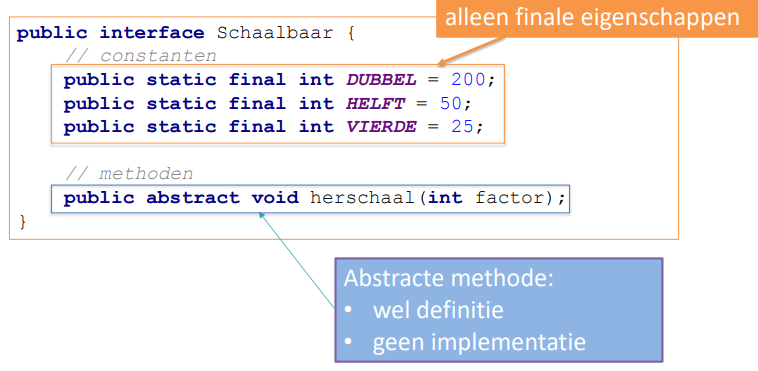 alleen finale eigenschappen
public interface Schaalbaar {
// constanten
public static final int DUBBEL = 200;
public static final int HELFT = 50;
public static final int VIERDE = 25;
// methoden
public abstract void herschaal(int factor);
}
Abstracte methode:
• wel definitie
• geen implementatie